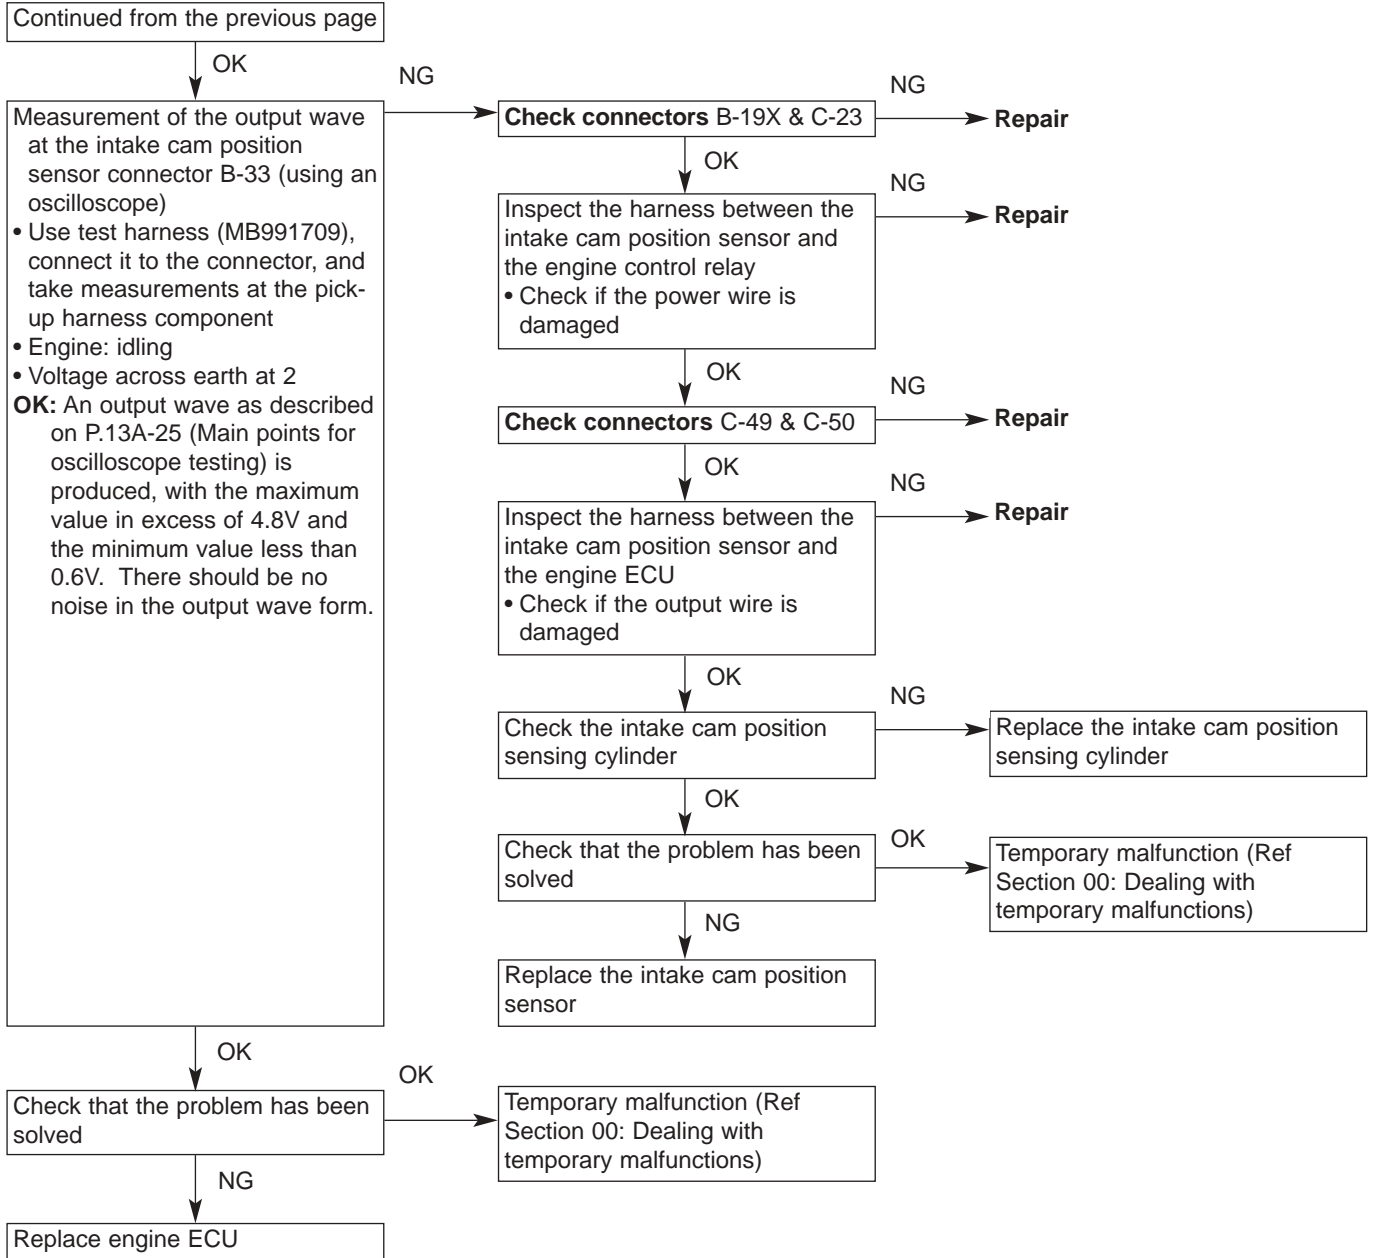 Continued from the previous page
OK
NG
Measurement of the output wave
at the intake cam position
sensor connector B-33 (using an
oscilloscope)
• Use test harness (MB991709),
connect it to the connector, and
take measurements at the pick-
up harness component
• Engine: idling
• Voltage across earth at 2
OK: An output wave as described
on P.13A-25 (Main points for
oscilloscope testing) is
produced, with the maximum
value in excess of 4.8V and
the minimum value less than
0.6V. There should be no
noise in the output wave form.
Check connectors B-19X & C-23
NG
Repair
OK
Inspect the harness between the
intake cam position sensor and
the engine control relay
• Check if the power wire is
damaged
NG
Repair
OK
Check connectors C-49 & C-50
NG
Repair
OK
Inspect the harness between the
intake cam position sensor and
the engine ECU
• Check if the output wire is
damaged
NG
Repair
OK
Check the intake cam position
sensing cylinder
NG
Replace the intake cam position
sensing cylinder
OK
Check that the problem has been
solved
OK
Temporary malfunction (Ref
Section 00: Dealing with
temporary malfunctions)
NG
Replace the intake cam position
sensor
OK
Check that the problem has been
solved
OK
Temporary malfunction (Ref
Section 00: Dealing with
temporary malfunctions)
NG
Replace engine ECU